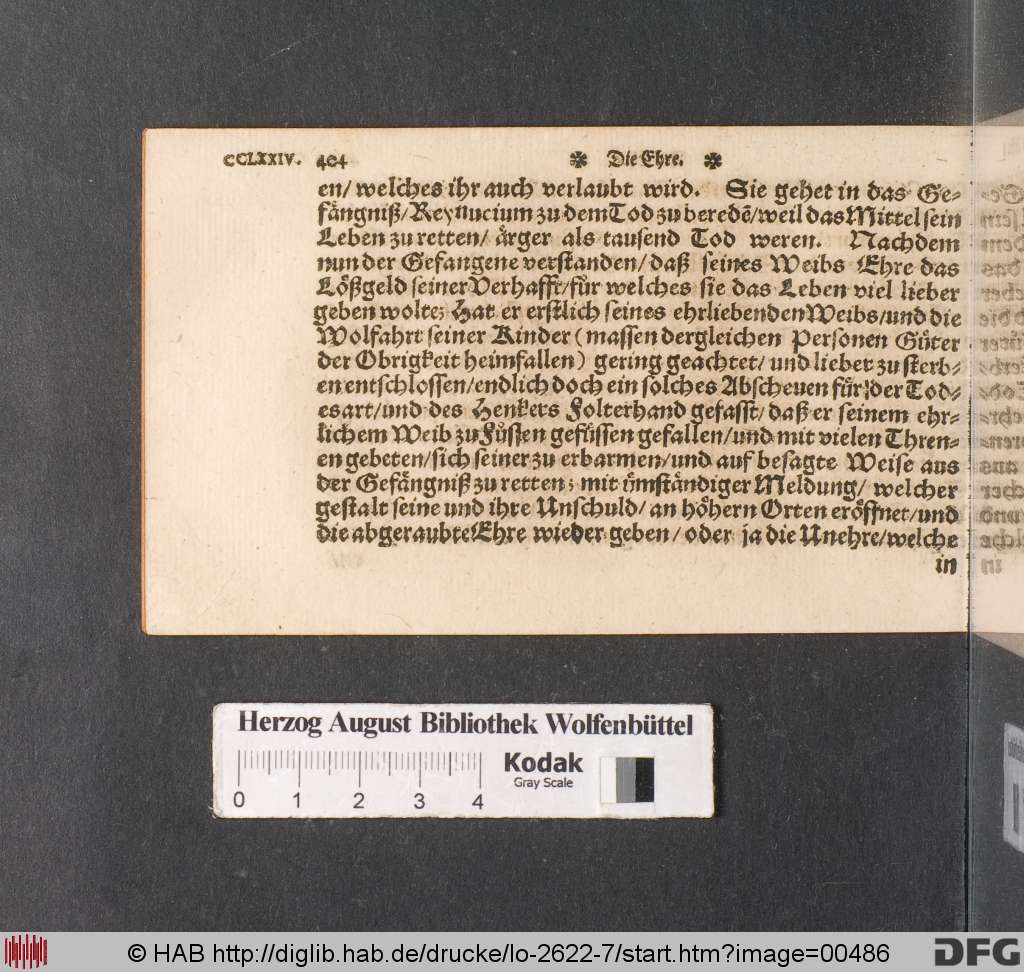 CCLXXIV. 404 ❊ Die Ehre. ❊
en/ welches ihr auch verlaubt wird. Sie gehet in das Ge-
fängniß/Reynucium zu dem Tod zu beredē/weil das Mittel sein
Leben zu retten/ ärger als tausend Tod weren. Nachdem
nun der Gefangene verstanden/ daß seines Weibs Ehre das
Lößgeld seiner Verhafft/für welches sie das Leben viel lieber
geben wolte; Hat er erstlich seines ehrliebenden Weibs/und die
Wolfahrt seiner Kinder (massen dergleichen Personen Güter
der Obrigkeit heimfallen) gering geachtet/ und lieber zu sterb-
en entschlossen/endlich doch ein solches Abscheuen für der Tod-
es art/und des Henkers Folterhand gefasst/ daß er seinem ehr-
lichem Weib zu Füssen gefüssen gefallen/und mit vielen Thren-
en gebeten/sich seiner zu erbarmen/und auf besagte Weise aus
der Gefängniß zu retten; mit ümständiger Meldung/ welcher
gestalt seine und ihre Unschuld/ an höhern Orten eröffnet/und
die abgeraubte Ehre wieder geben/ oder ja die Unehre/welche
in
Herzog August Bibliothek Wolfenbüttel
Kodak
Gray Scale
0 1 2 3 4
© HAB http://diglib.hab.de/drucke/lo-2622-7/start.htm?image=00486
DFG